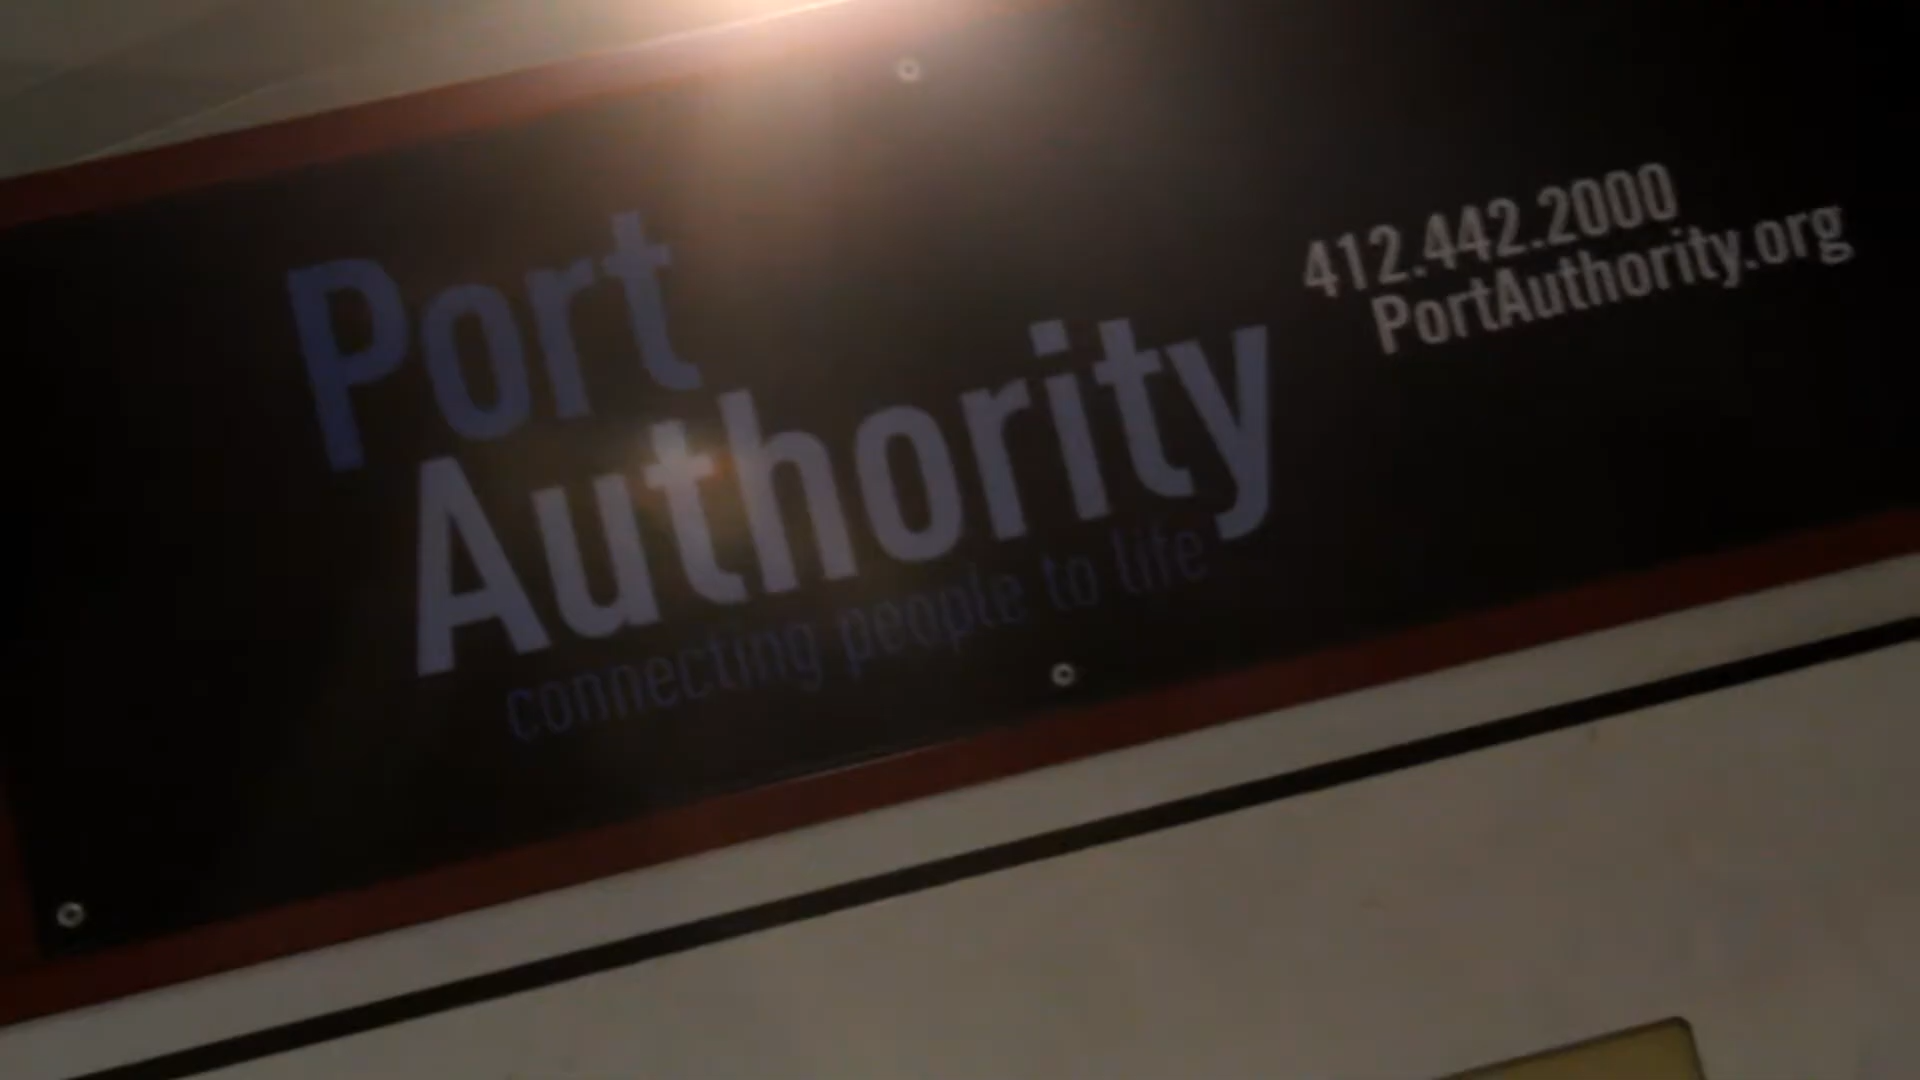 Port
Authority
connecting people to life
412.442.2000
PortAuthority.org